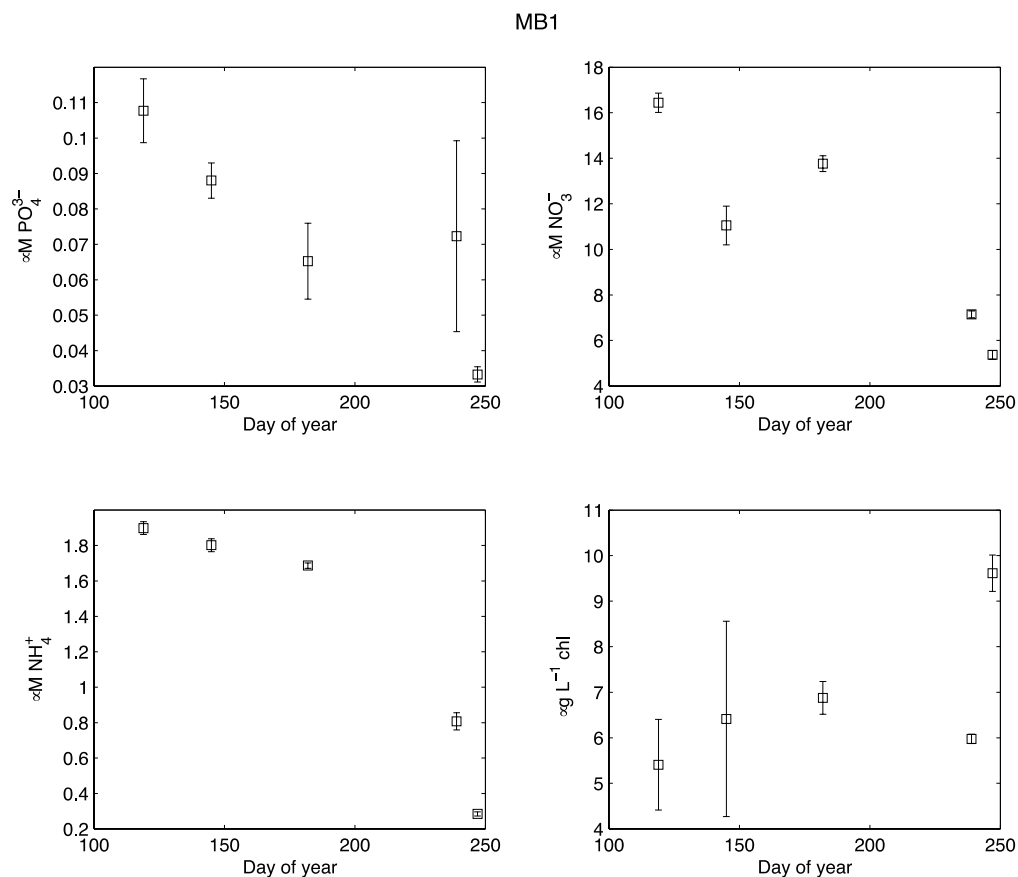 MB1
0.11
0.1
0.09
0.08
0.07
0.06
0.05
0.04
0.03
100 150 200 250
Day of year
∝M PO₄³⁻
18
16
14
12
10
8
6
4
100 150 200 250
Day of year
∝M NO₃⁻
1.8
1.6
1.4
1.2
1
0.8
0.6
0.4
0.2
100 150 200 250
Day of year
∝M NH₄⁺
11
10
9
8
7
6
5
4
100 150 200 250
Day of year
∝g L⁻¹ chl